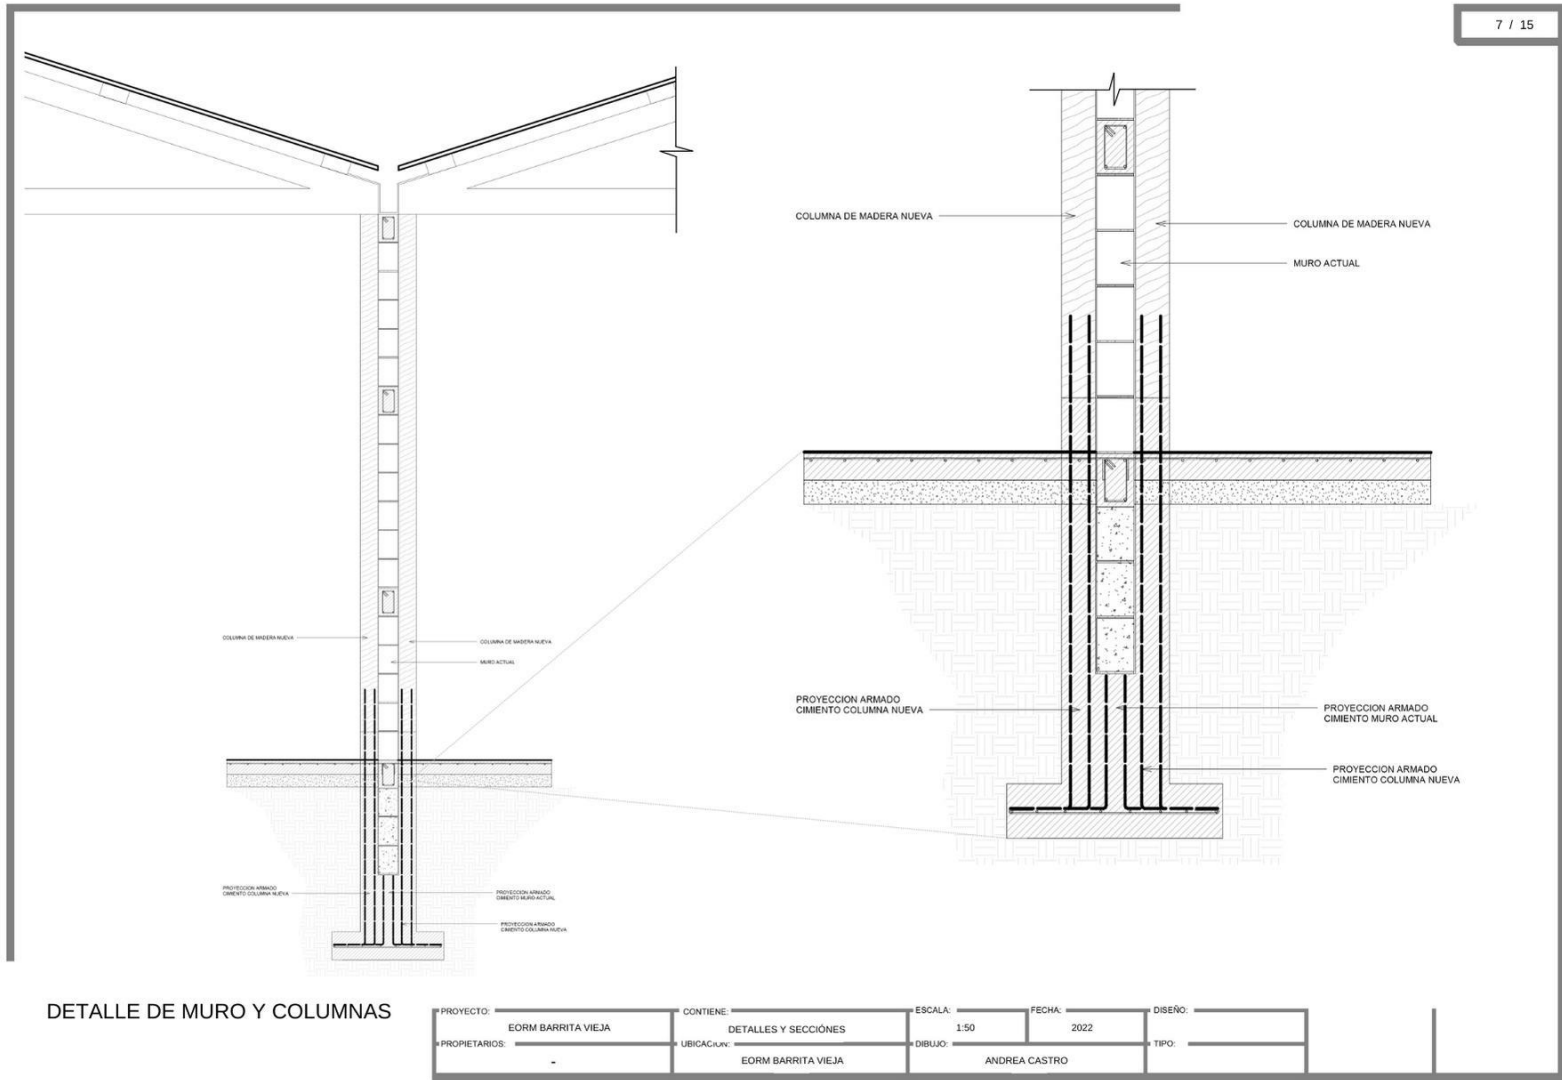 7 / 15
COLUMNA DE MADERA NUEVA
COLUMNA DE MADERA NUEVA
MURO ACTUAL
COLUMNA DE MADERA NUEVA
COLUMNA DE MADERA NUEVA
MURO ACTUAL
PROYECCION ARMADO
CIMIENTO COLUMNA NUEVA
PROYECCION ARMADO
CIMIENTO MURO ACTUAL
PROYECCION ARMADO
CIMIENTO COLUMNA NUEVA
PROYECCION ARMADO
CIMIENTO COLUMNA NUEVA
PROYECCION ARMADO
CIMIENTO MURO ACTUAL
PROYECCION ARMADO
CIMIENTO COLUMNA NUEVA
DETALLE DE MURO Y COLUMNAS
PROYECTO:
EORM BARRITA VIEJA
CONTIENE:
DETALLES Y SECCIÓNES
ESCALA:
1:50
FECHA:
2022
DISEÑO:
PROPIETARIOS:
-
UBICACION:
EORM BARRITA VIEJA
DIBUJO:
ANDREA CASTRO
TIPO: